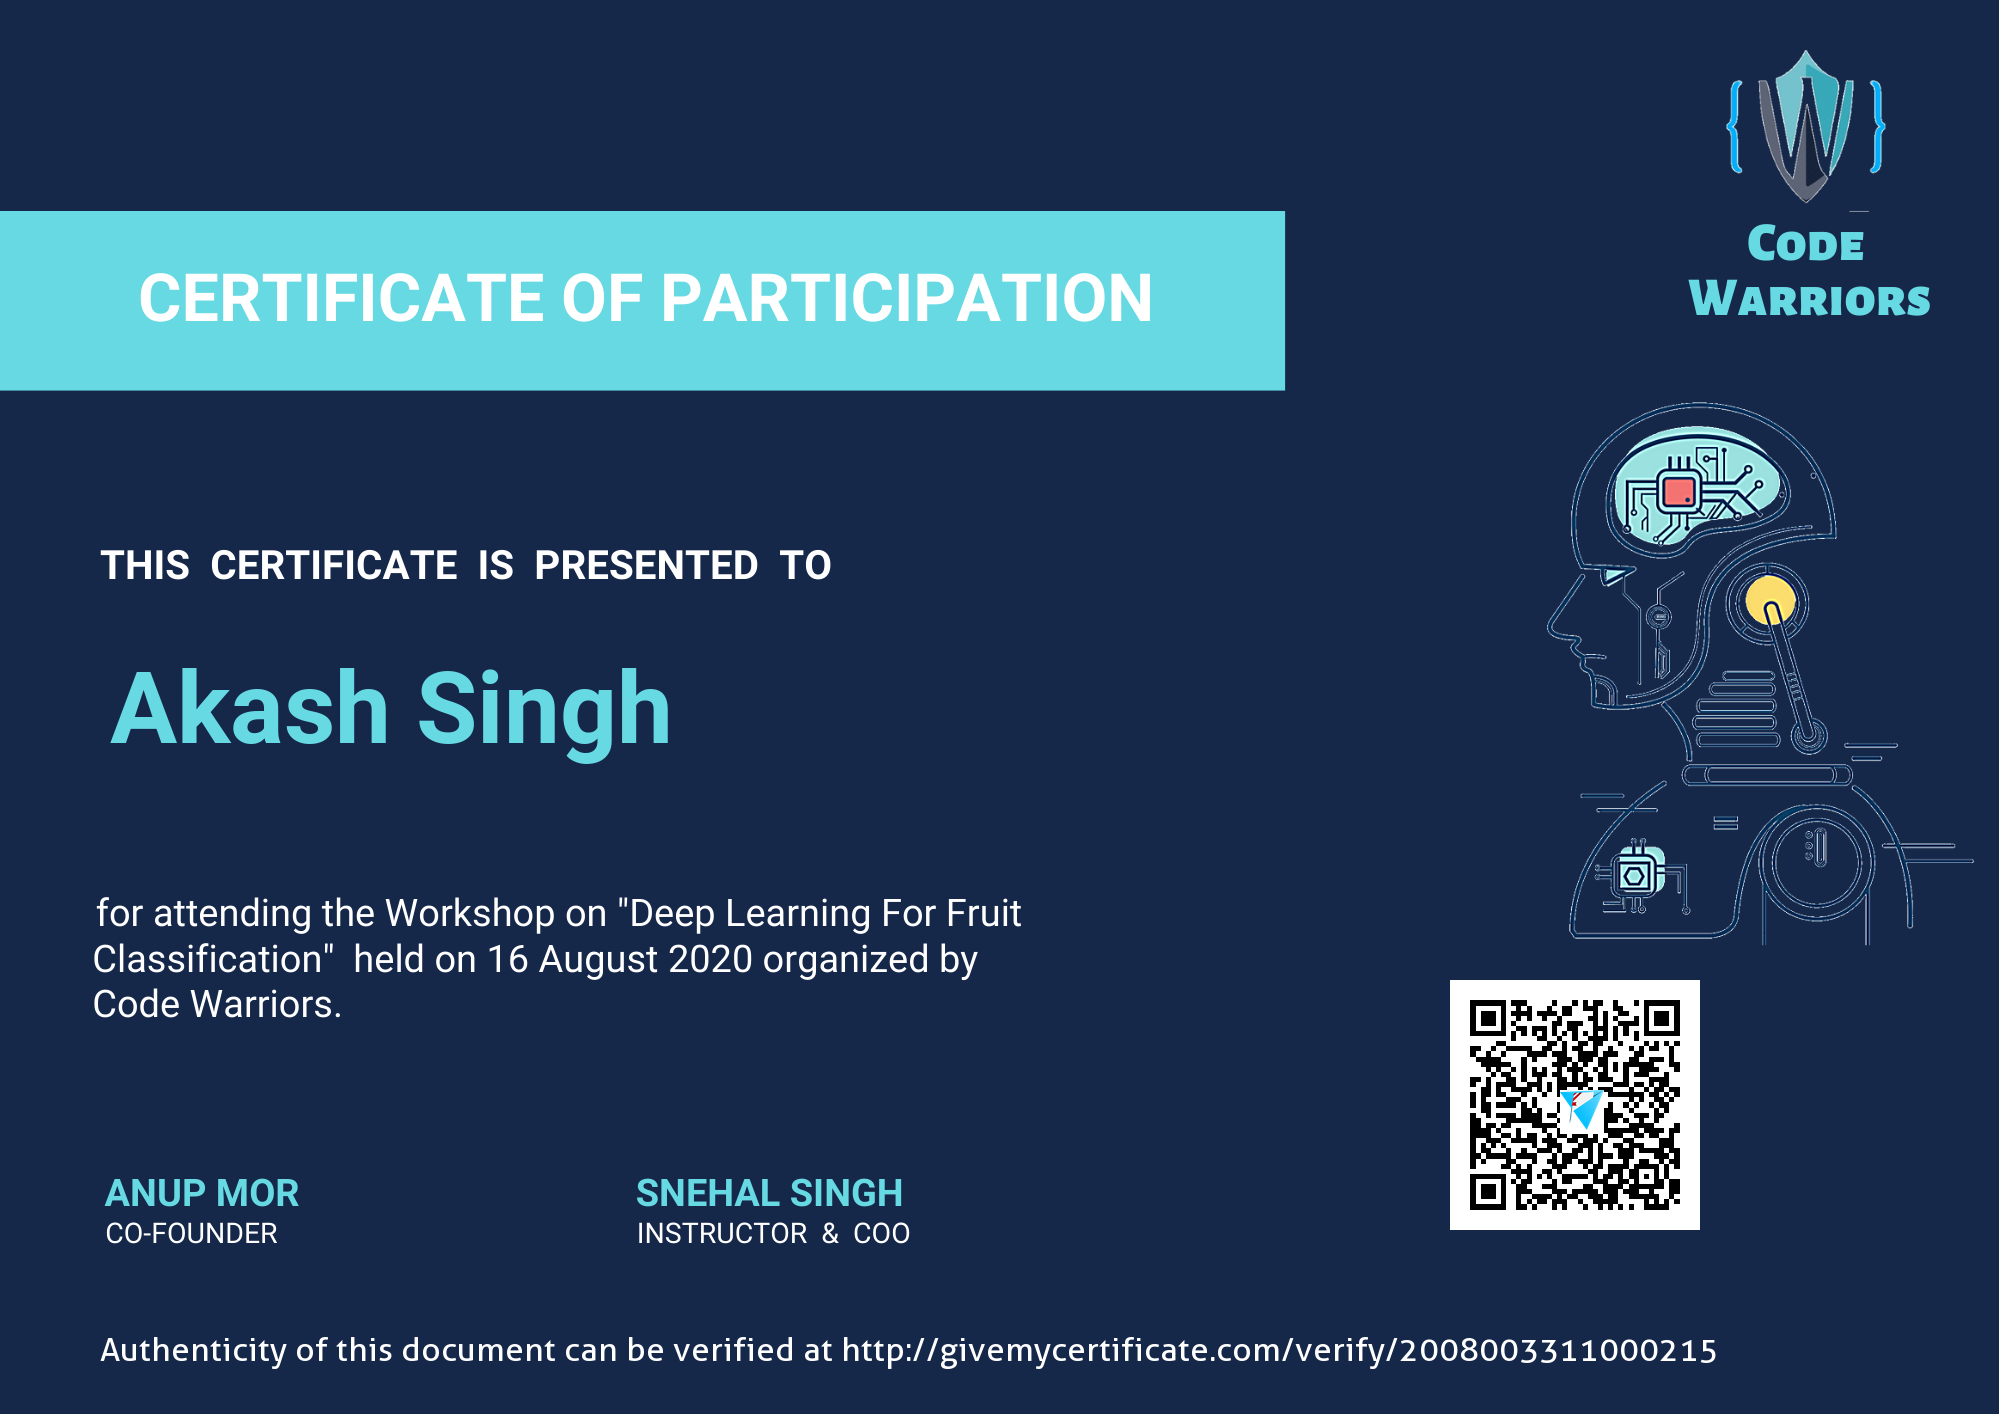 CODE
WARRIORS
CERTIFICATE OF PARTICIPATION
THIS CERTIFICATE IS PRESENTED TO
Akash Singh
for attending the Workshop on "Deep Learning For Fruit
Classification" held on 16 August 2020 organized by
Code Warriors.
ANUP MOR
CO-FOUNDER
SNEHAL SINGH
INSTRUCTOR & COO
Authenticity of this document can be verified at http://givemycertificate.com/verify/2008003311000215